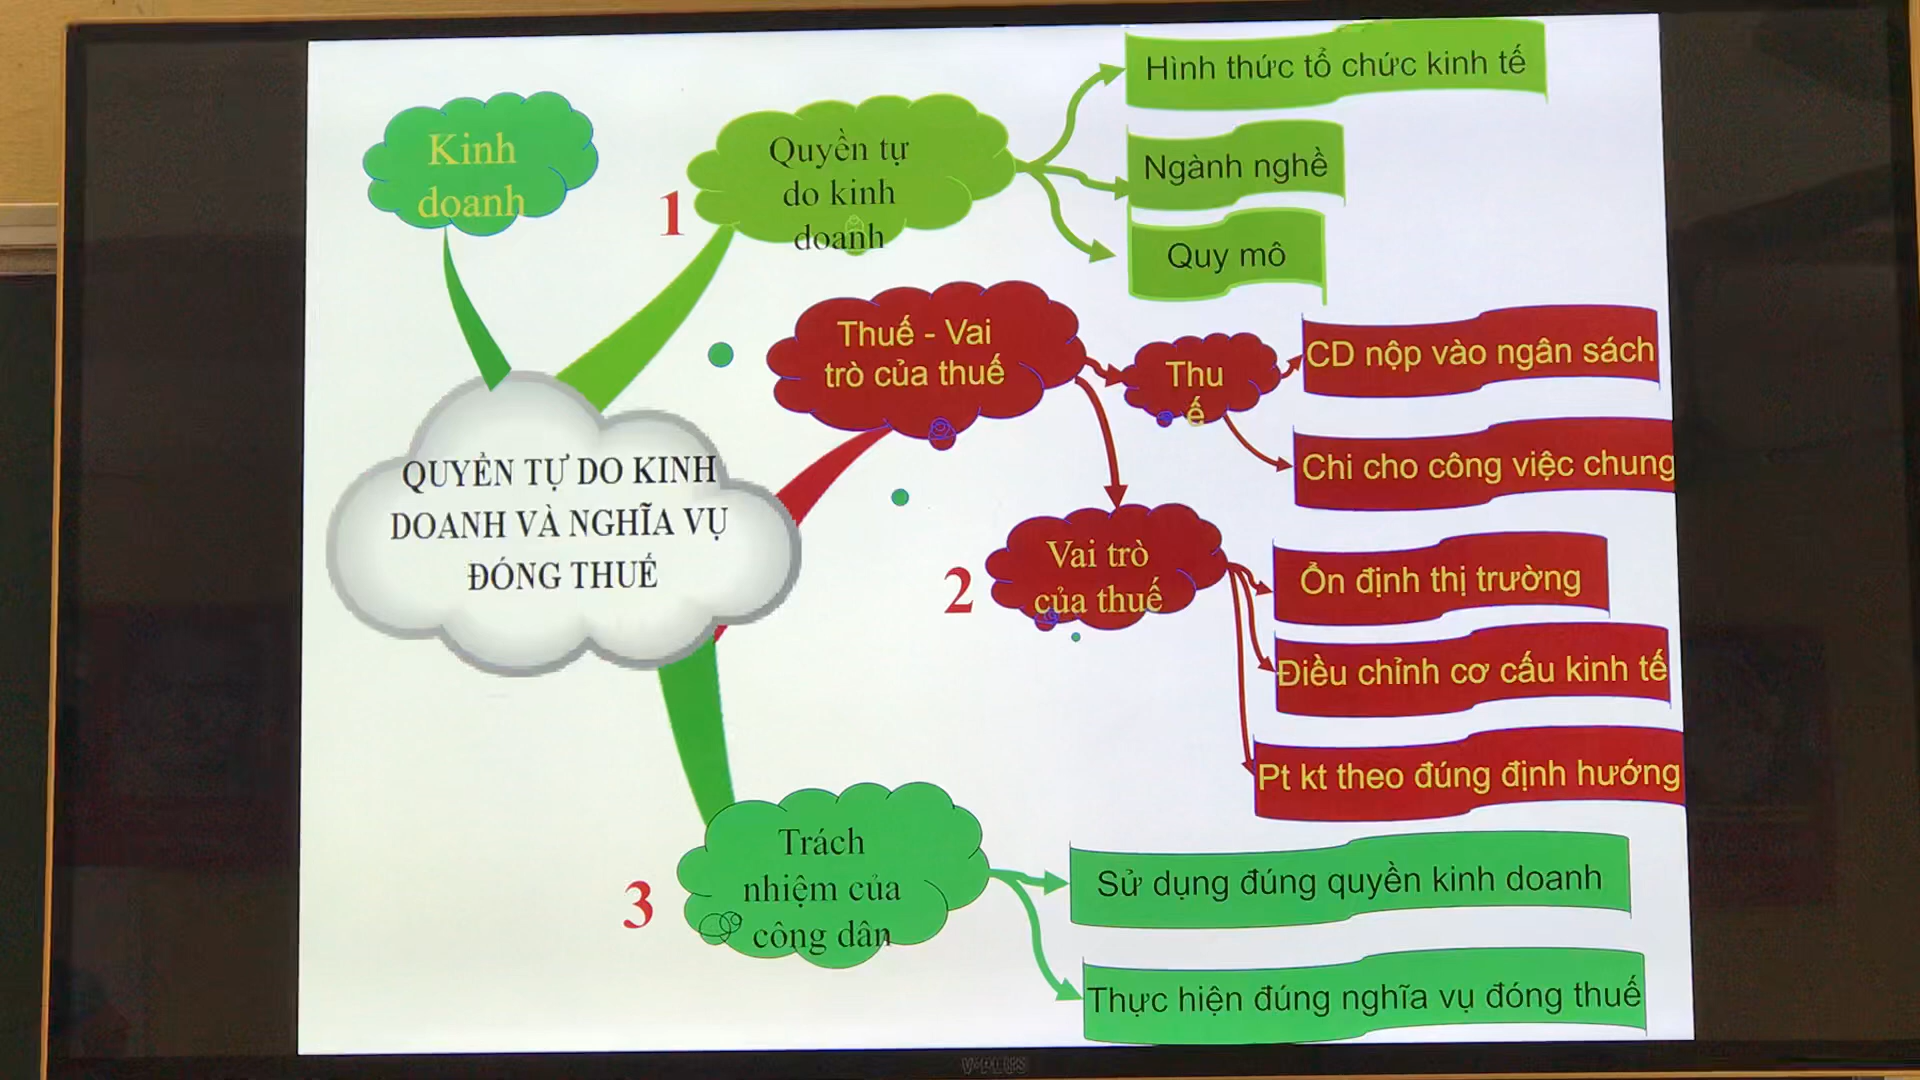 Kinh
doanh
1
Quyền tự
do kinh
doanh
Hình thức tổ chức kinh tế
Ngành nghề
Quy mô
QUYỀN TỰ DO KINH
DOANH VÀ NGHĨA VỤ
ĐÓNG THUẾ
Thuế - Vai
trò của thuế
Thu
ế
CD nộp vào ngân sách
Chi cho công việc chung
2
Vai trò
của thuế
Ổn định thị trường
Điều chỉnh cơ cấu kinh tế
Pt kt theo đúng định hướng
3
Trách
nhiệm của
công dân
Sử dụng đúng quyền kinh doanh
Thực hiện đúng nghĩa vụ đóng thuế